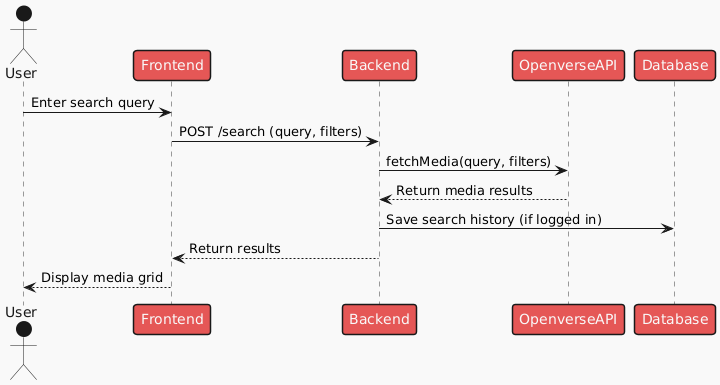 User
Frontend
Backend
OpenverseAPI
Database
Enter search query
POST /search (query, filters)
fetchMedia(query, filters)
Return media results
Save search history (if logged in)
Return results
Display media grid
User
Frontend
Backend
OpenverseAPI
Database